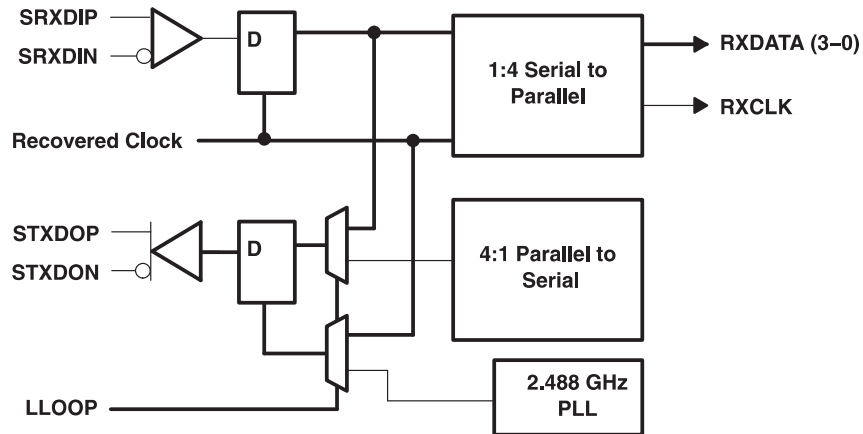 SRXDIP
SRXDIN
D
1:4 Serial to
Parallel
RXDATA (3–0)
RXCLK
Recovered Clock
STXDOP
STXDON
D
4:1 Parallel to
Serial
2.488 GHz
PLL
LLOOP